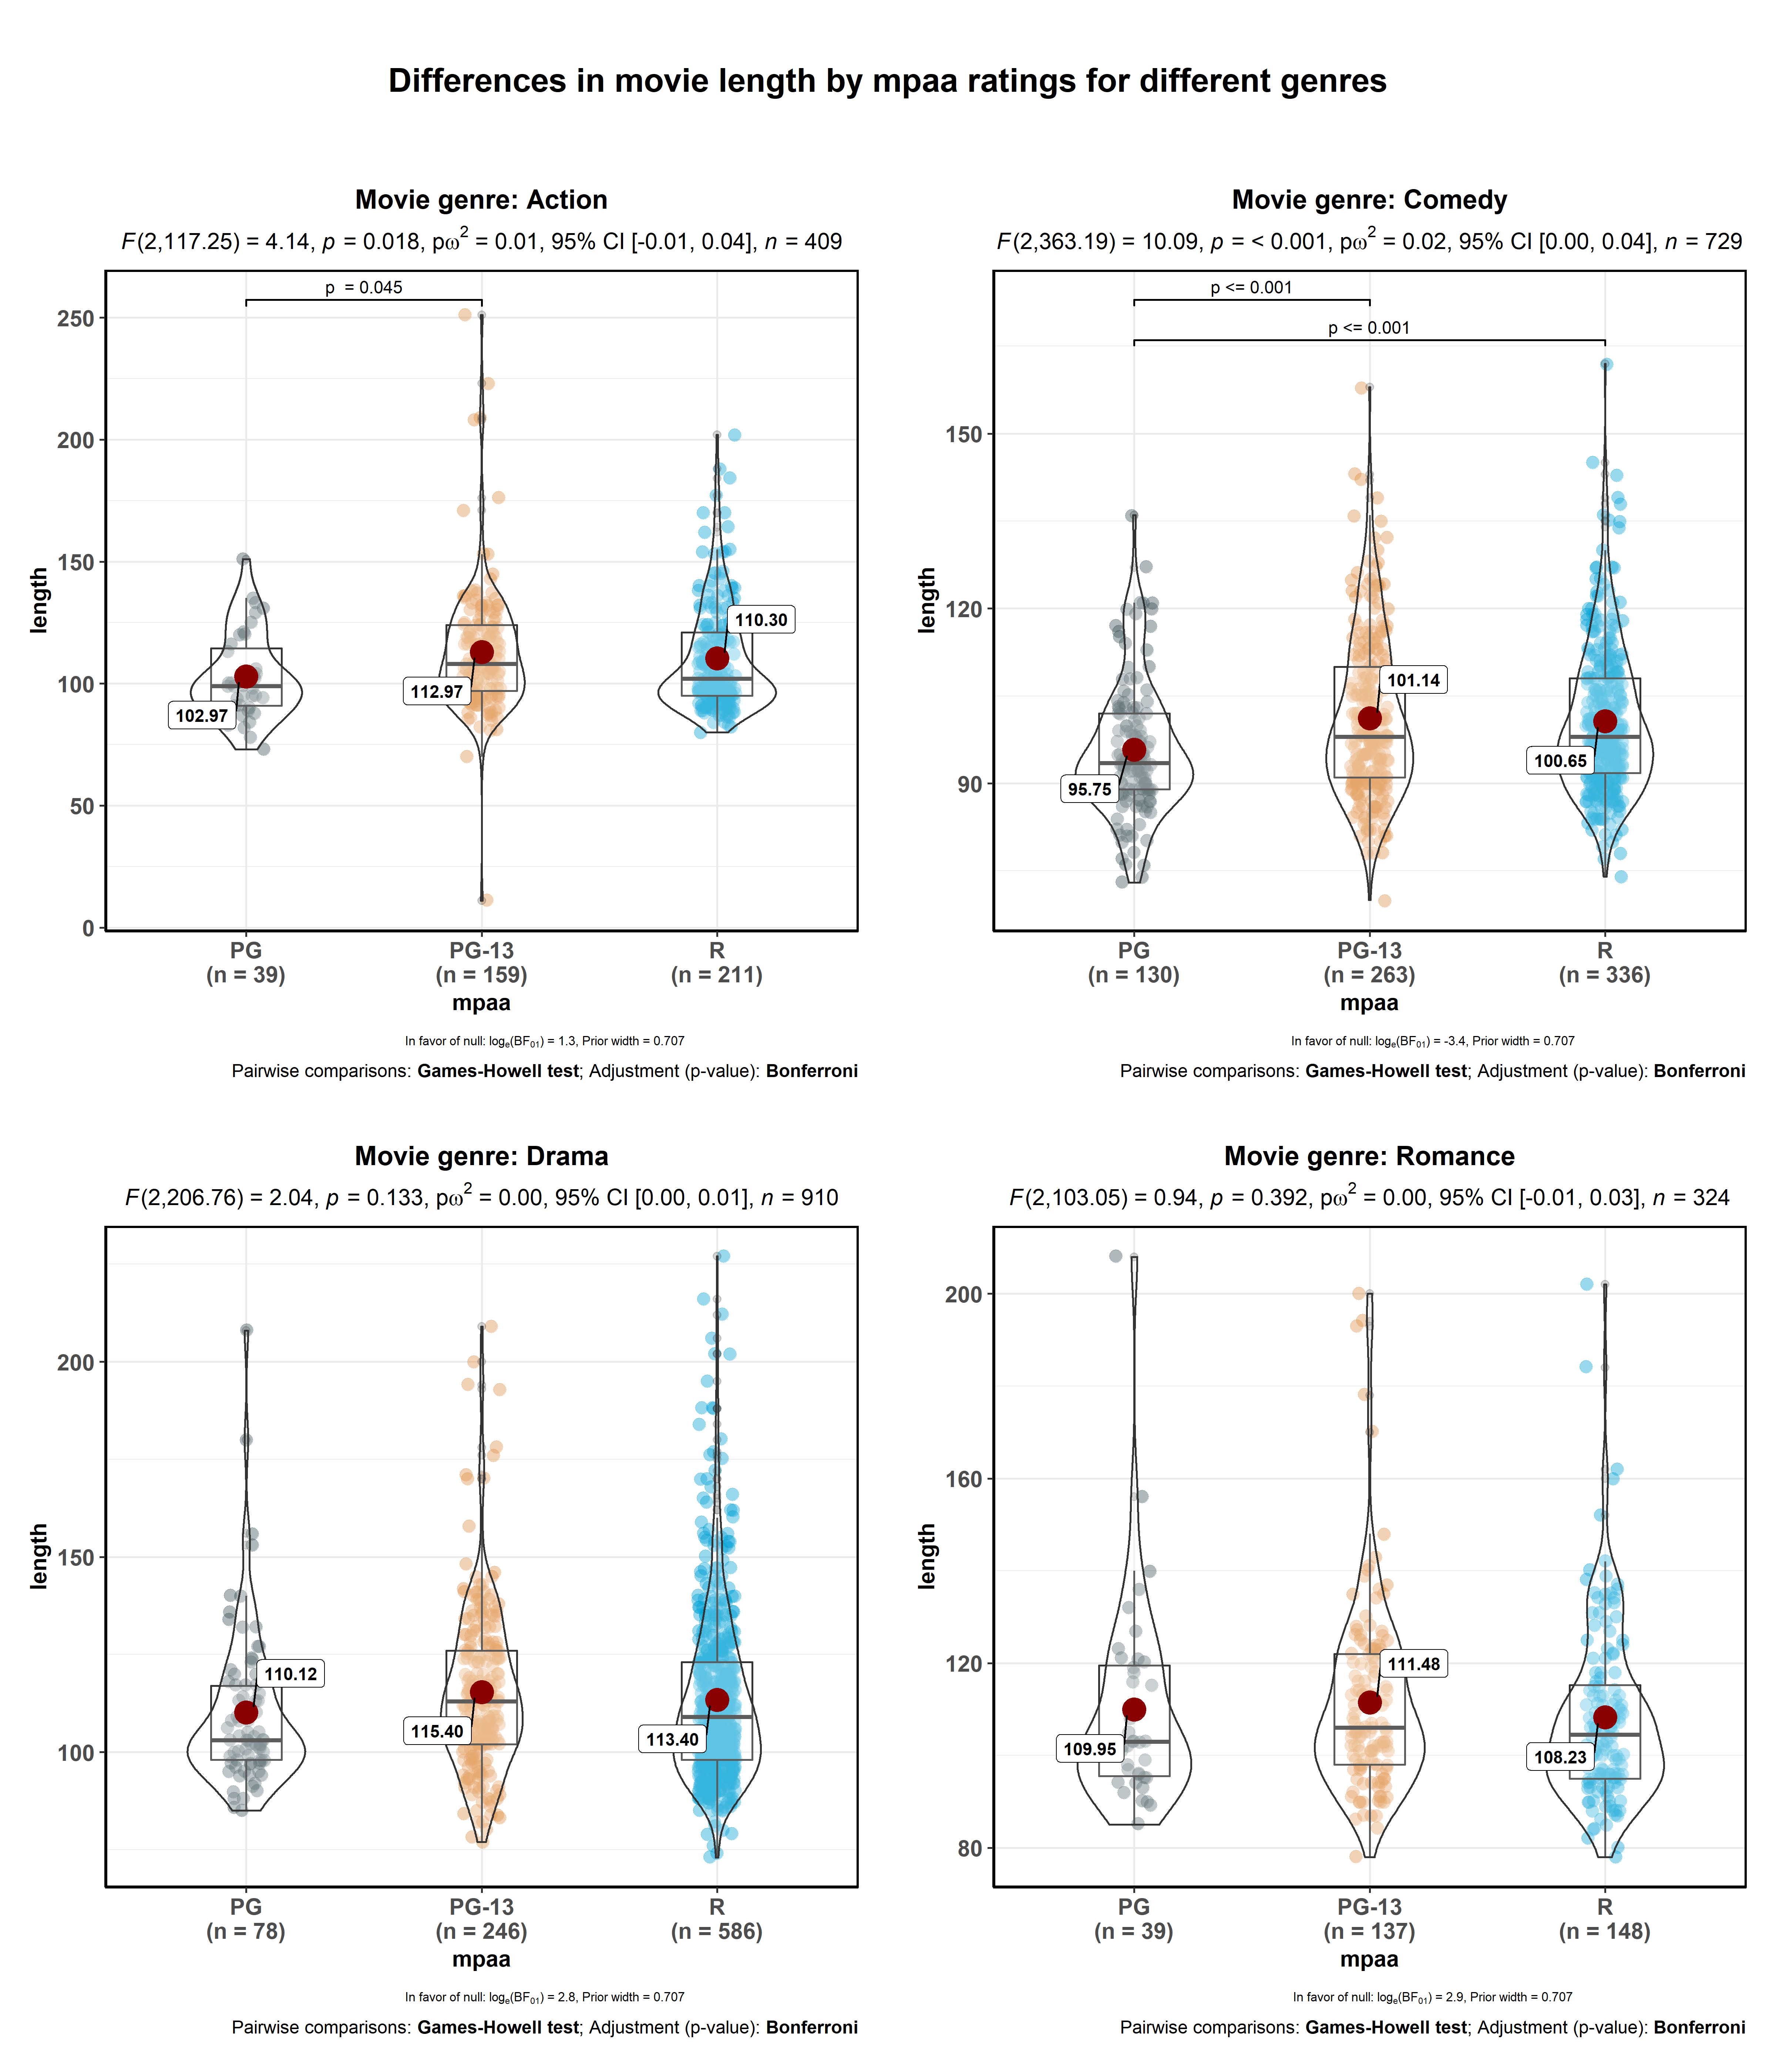 Differences in movie length by mpaa ratings for different genres
Movie genre: Action
F(2,117.25) = 4.14, p = 0.018, pω² = 0.01, 95% CI [-0.01, 0.04], n = 409
p = 0.045
250
200
150
100
50
0
length
102.97
112.97
110.30
PG
(n = 39)
PG-13
(n = 159)
R
(n = 211)
mpaa
In favor of null: logₑ(BF₀₁) = 1.3, Prior width = 0.707
Pairwise comparisons: Games-Howell test; Adjustment (p-value): Bonferroni
Movie genre: Comedy
F(2,363.19) = 10.09, p = < 0.001, pω² = 0.02, 95% CI [0.00, 0.04], n = 729
p <= 0.001
p <= 0.001
150
120
90
length
95.75
101.14
100.65
PG
(n = 130)
PG-13
(n = 263)
R
(n = 336)
mpaa
In favor of null: logₑ(BF₀₁) = -3.4, Prior width = 0.707
Pairwise comparisons: Games-Howell test; Adjustment (p-value): Bonferroni
Movie genre: Drama
F(2,206.76) = 2.04, p = 0.133, pω² = 0.00, 95% CI [0.00, 0.01], n = 910
200
150
100
length
110.12
115.40
113.40
PG
(n = 78)
PG-13
(n = 246)
R
(n = 586)
mpaa
In favor of null: logₑ(BF₀₁) = 2.8, Prior width = 0.707
Pairwise comparisons: Games-Howell test; Adjustment (p-value): Bonferroni
Movie genre: Romance
F(2,103.05) = 0.94, p = 0.392, pω² = 0.00, 95% CI [-0.01, 0.03], n = 324
200
160
120
80
length
109.95
111.48
108.23
PG
(n = 39)
PG-13
(n = 137)
R
(n = 148)
mpaa
In favor of null: logₑ(BF₀₁) = 2.9, Prior width = 0.707
Pairwise comparisons: Games-Howell test; Adjustment (p-value): Bonferroni